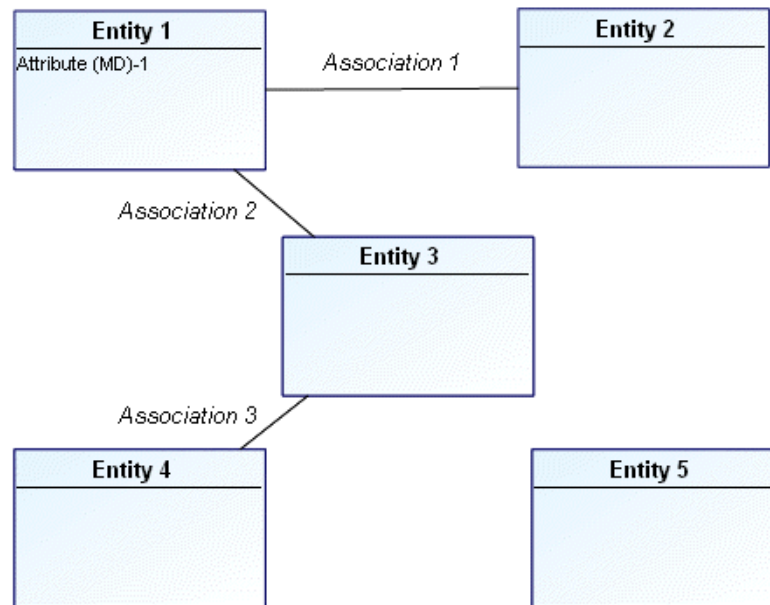 Entity 1
Attribute (MD)-1
Association 1
Entity 2
Association 2
Entity 3
Association 3
Entity 4
Entity 5